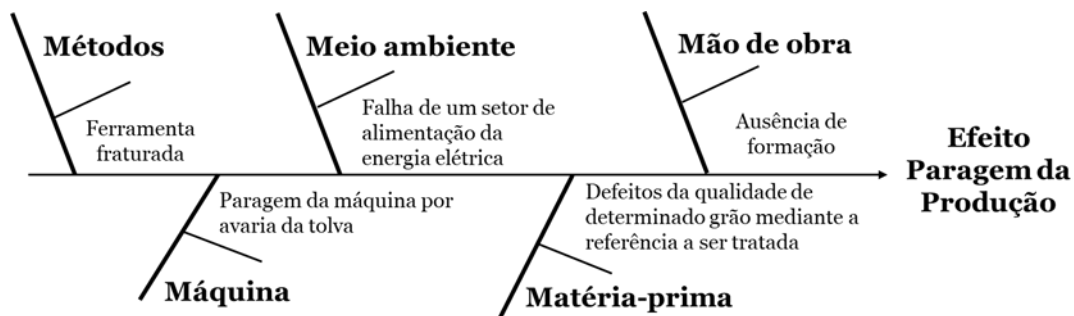 Métodos
Ferramenta
fraturada
Meio ambiente
Falha de um setor de
alimentação da
energia elétrica
Mão de obra
Ausência de
formação
Efeito
Paragem da
Produção
Paragem da máquina por
avaria da tolva
Máquina
Defeitos da qualidade de
determinado grão mediante a
referência a ser tratada
Matéria-prima